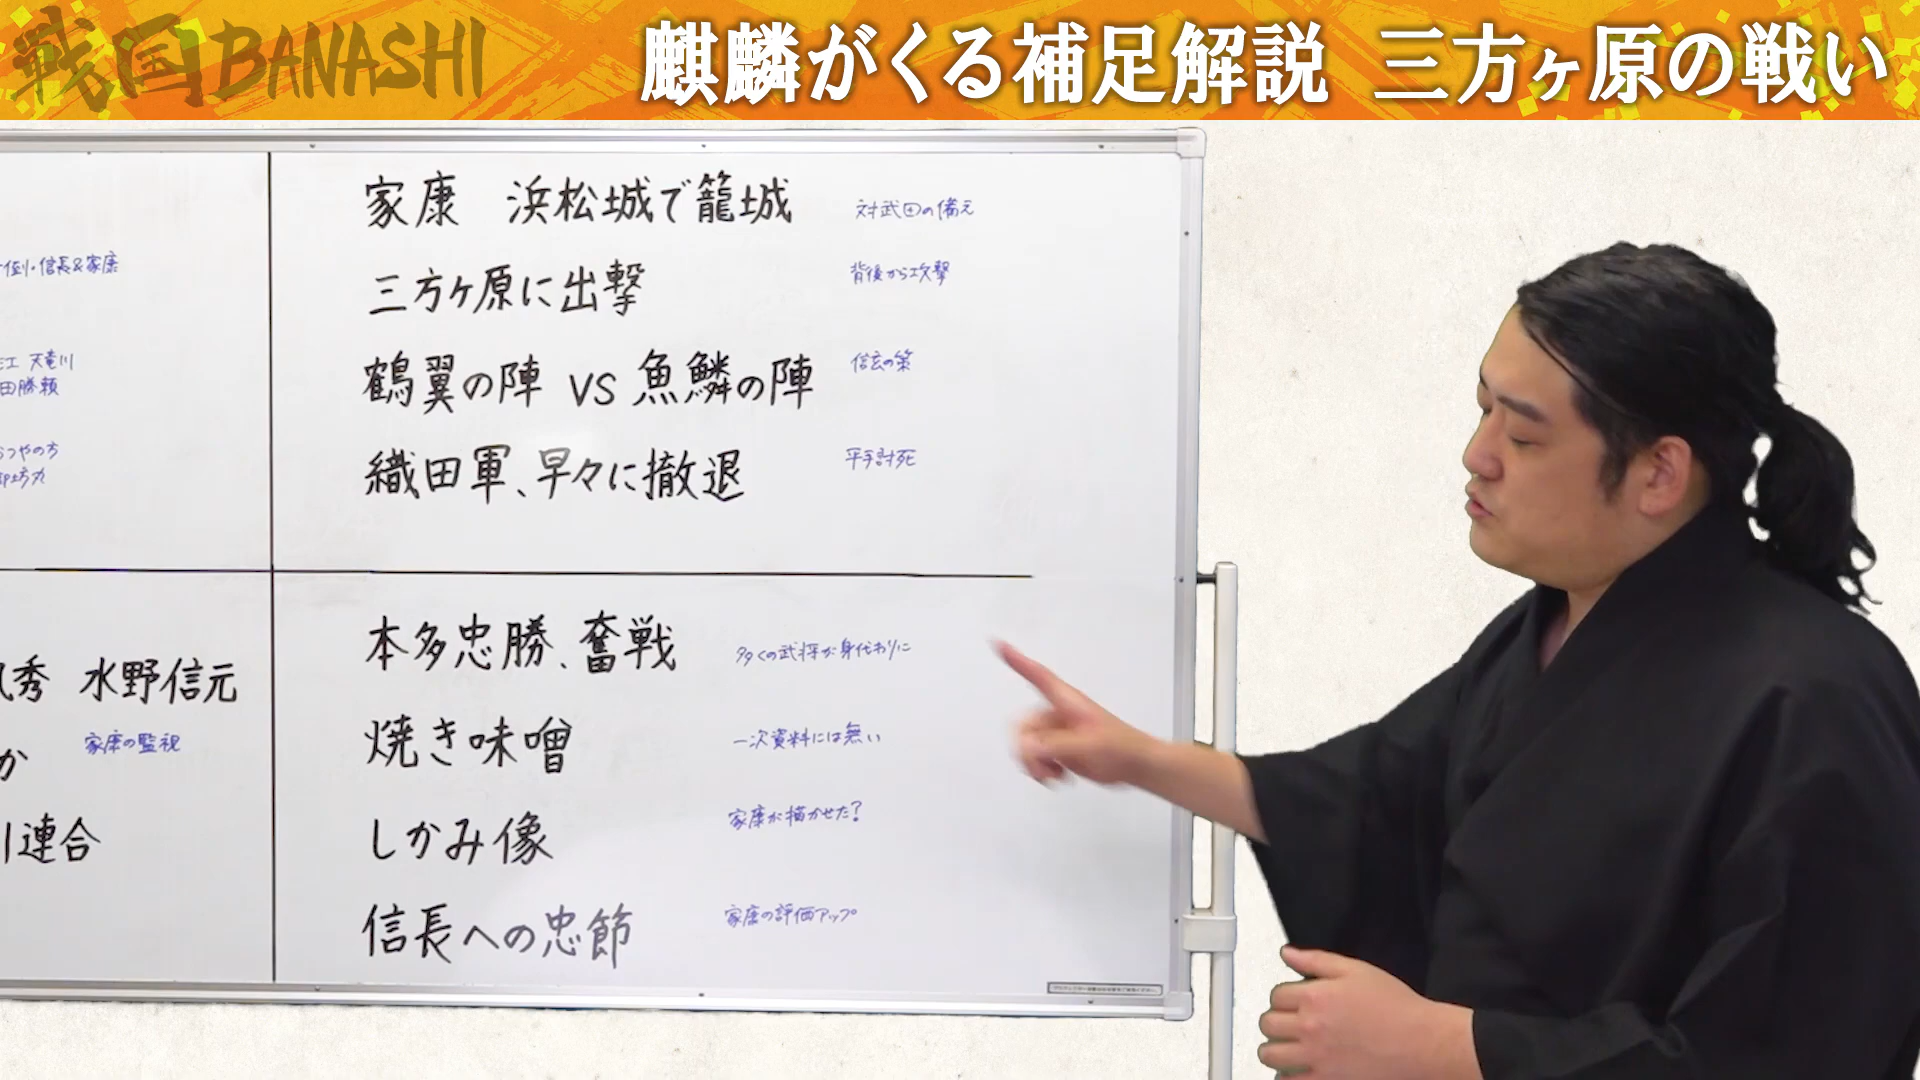 戦国BANASHI
麒麟がくる補足解説 三方ヶ原の戦い
家康 浜松城で籠城 対武田の備え
三方ヶ原に出撃 背後から攻撃
鶴翼の陣 VS 魚鱗の陣 信玄の策
織田軍、早々に撤退 平手討死
信長&家康
天竜川
田勝頼
おつやの方
本多忠勝、奮戦 多くの武将が身代わりに
焼き味噌 一次資料には無い
しかみ像 家康が描かせた?
信長への忠節 家康の評価アップ
秀 水野信元
か 家康の監視
連合